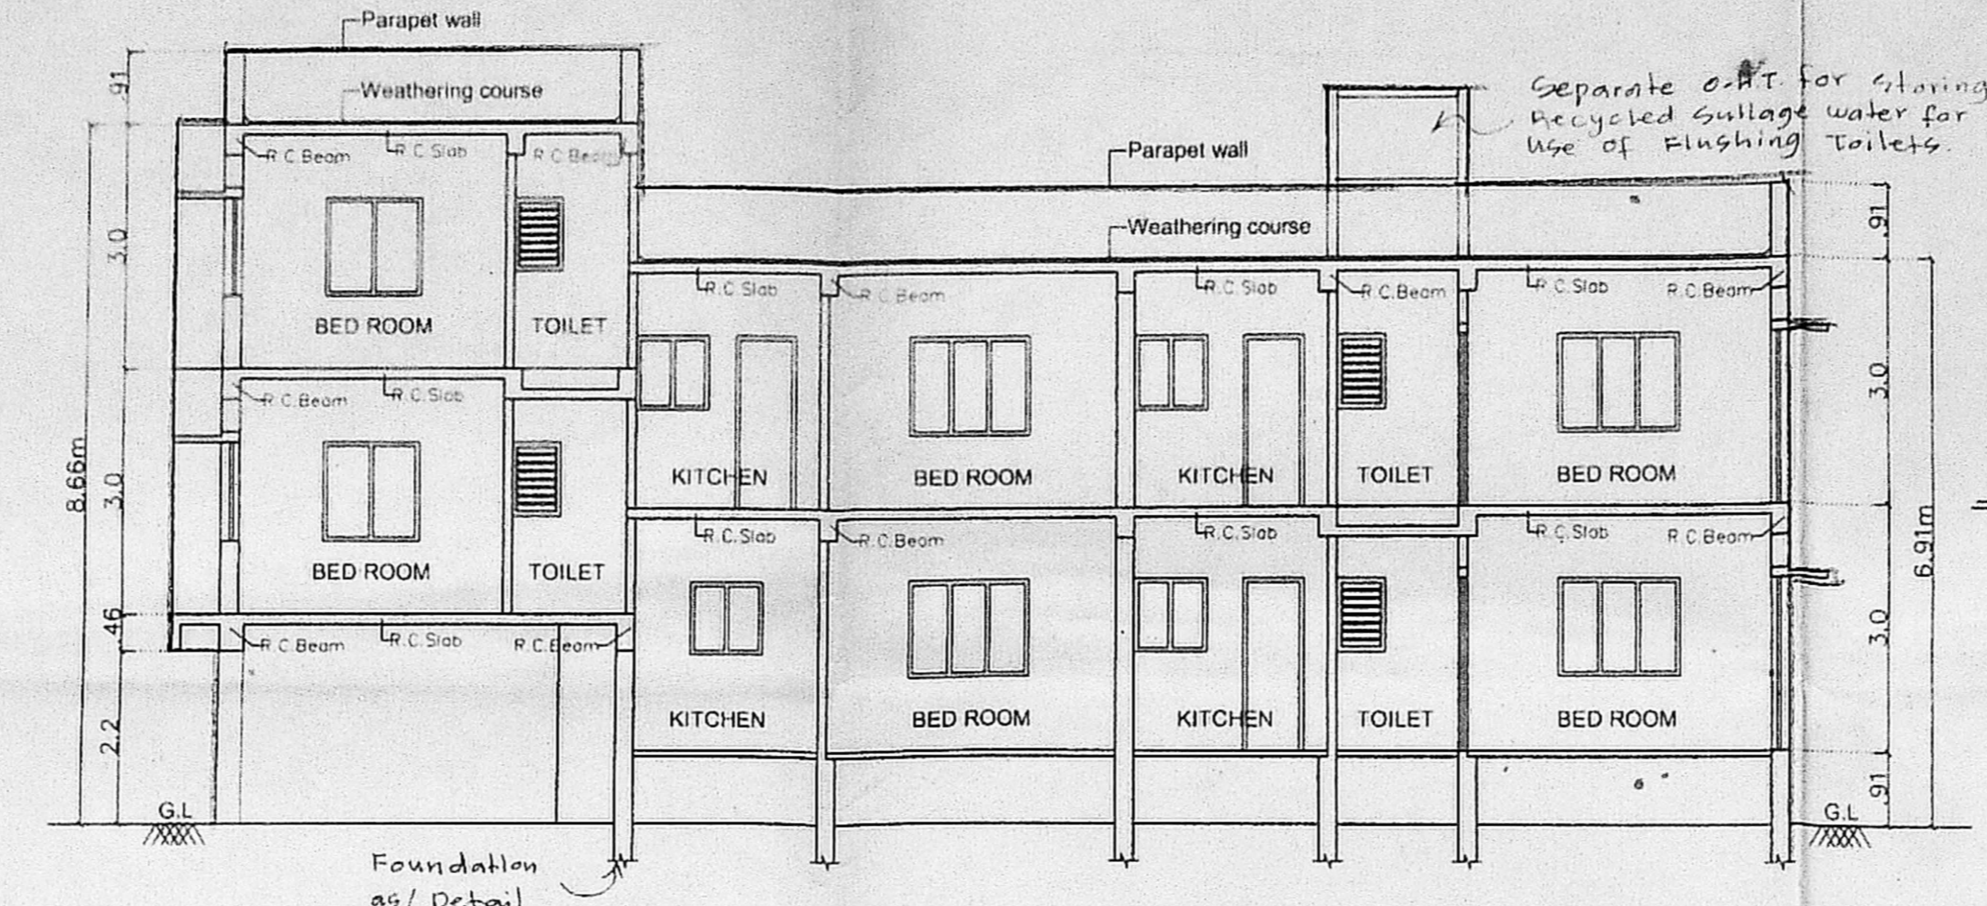 Parapet wall
.91
Weathering course
Separate O.H.T. for storing
Recycled Sullage water for
Use of Flushing Toilets.
Parapet wall
R.C.Beam
R.C.Slab
R.C.Beam
.91
Weathering course
3.0
R.C.Slab
R.C.Beam
R.C.Slab
R.C.Beam
R.C.Slab
R.C.Beam
BED ROOM
TOILET
3.0
R.C.Beam
R.C.Slab
8.66m
KITCHEN
BED ROOM
KITCHEN
TOILET
BED ROOM
3.0
R.C.Slab
R.C.Beam
R.C.Slab
R.C.Slab
R.C.Beam
6.91m
BED ROOM
TOILET
.46
R.C.Beam
R.C.Slab
R.C.Beam
3.0
KITCHEN
BED ROOM
KITCHEN
TOILET
BED ROOM
2.2
.91
G.L
G.L
Foundation
as/ Detail